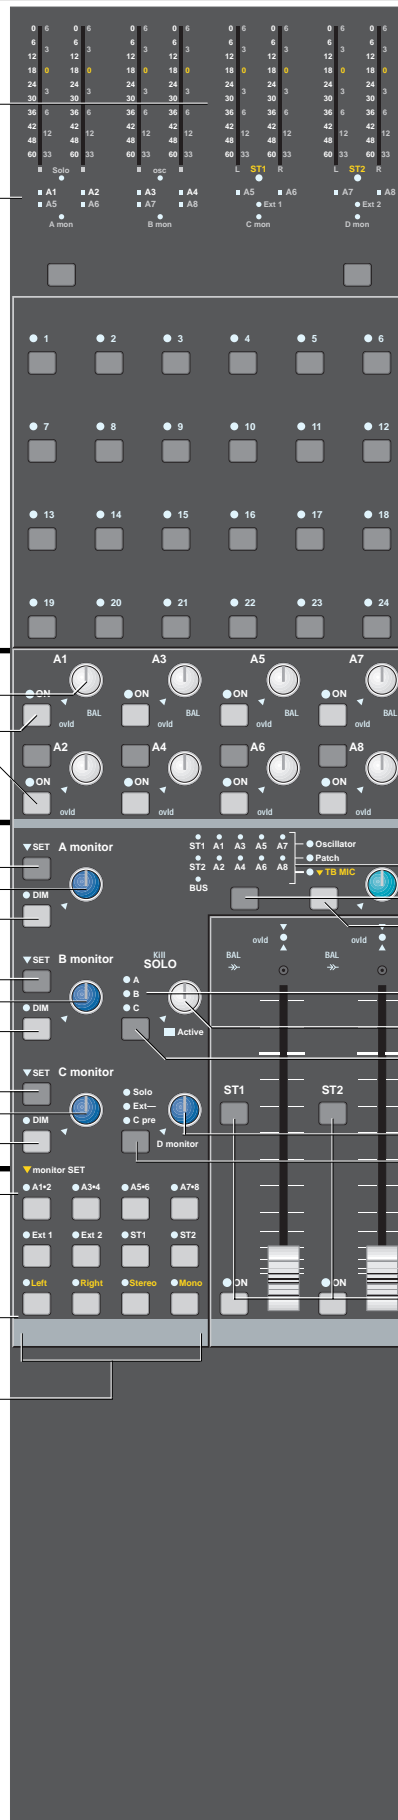 0 6 0 6 0 6 0 6 0 6 0 6 0 6 0 6
6 3 6 3 6 3 6 3 6 3 6 3 6 3 6 3
12 12 12 12 12 12 12 12
18 0 18 0 18 0 18 0 18 0 18 0 18 0 18 0
24 3 24 3 24 3 24 3 24 3 24 3 24 3 24 3
30 30 30 30 30 30 30 30
36 6 36 6 36 6 36 6 36 6 36 6 36 6 36 6
42 12 42 12 42 12 42 12 42 12 42 12 42 12 42 12
48 48 48 48 48 48 48 48
60 33 60 33 60 33 60 33 60 33 60 33 60 33 60 33
Solo osc L ST1 R L ST2 R
A1 A2 A3 A4 A5 A6 A7 A8
A5 A6 A7 A8 Ext 1 Ext 2
A mon B mon C mon D mon
1 2 3 4 5 6
7 8 9 10 11 12
13 14 15 16 17 18
19 20 21 22 23 24
A1 A3 A5 A7
ON ON ON ON
BAL BAL BAL BAL
ovld ovld ovld ovld
A2 A4 A6 A8
ON ON ON ON
ovld ovld ovld ovld
▼SET A monitor
DIM
ST1 A1 A3 A5 A7
ST2 A2 A4 A6 A8
BUS
Oscillator
Patch
▼ TB MIC
▼SET B monitor
DIM
Kill
SOLO
A
B
C
Active
ovld ovld
BAL BAL
▼SET C monitor
DIM
Solo
Ext
C pre
D monitor
ST1 ST2
▼monitor SET
A1•2 A3•4 A5•6 A7•8
Ext 1 Ext 2 ST1 ST2
Left Right Stereo Mono
ON ON